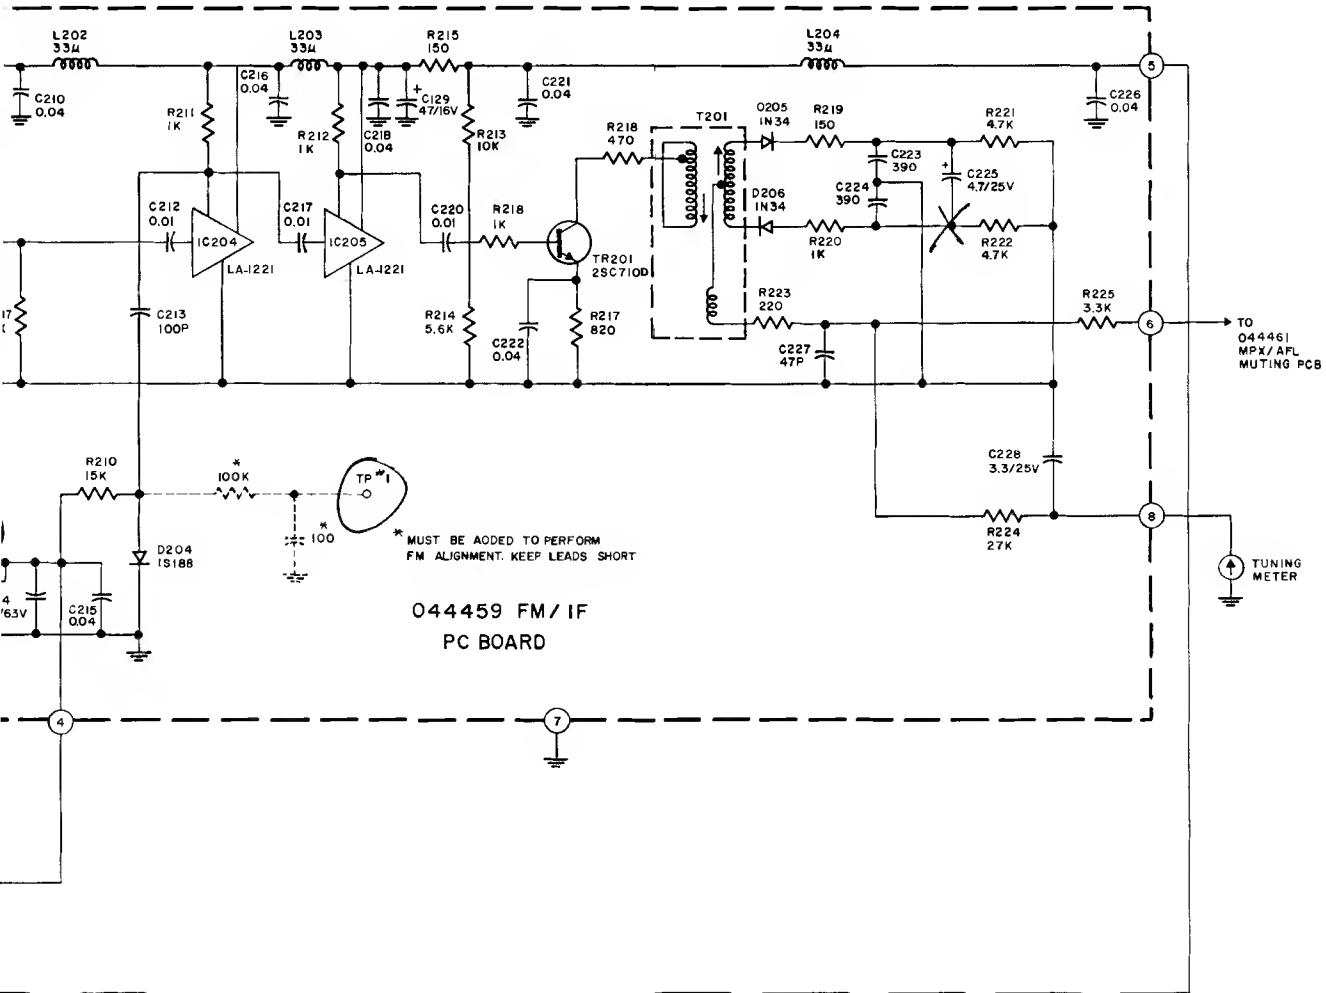 L202
33µ
L203
33µ
R215
150
L204
33µ
5
C210
0.04
R211
1K
C216
0.04
R212
1K
C218
0.04
+
C129
47/16V
R213
10K
C221
0.04
C226
0.04
R218
470
T201
D205
1N34
R219
150
R221
4.7K
C223
390
+
C225
4.7/25V
D206
1N34
C224
390
R220
1K
R222
4.7K
C212
0.01
C217
0.01
C220
0.01
R218
1K
IC204
LA-1221
IC205
LA-1221
TR201
2SC710D
17
C213
100P
R214
5.6K
C222
0.04
R217
820
R223
220
C227
47P
R225
3.3K
6
TO
044461
MPX/AFL
MUTING PCB
R210
15K
*
100K
TP*1
C228
3.3/25V
*
100
* MUST BE ADDED TO PERFORM
FM ALIGNMENT. KEEP LEADS SHORT
R224
27K
8
D204
1S188
TUNING
METER
4
/63V
C215
0.04
044459 FM/IF
PC BOARD
4
7